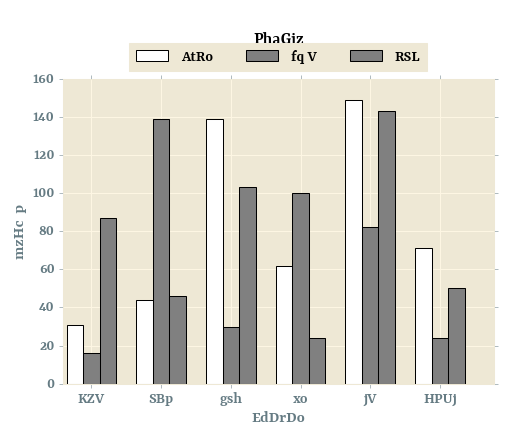 PhaGiz
AtRo fq V RSL
160
140
120
100
80
60
40
20
0
mzHc p
KZV SBp gsh xo jV HPUj
EdDrDo